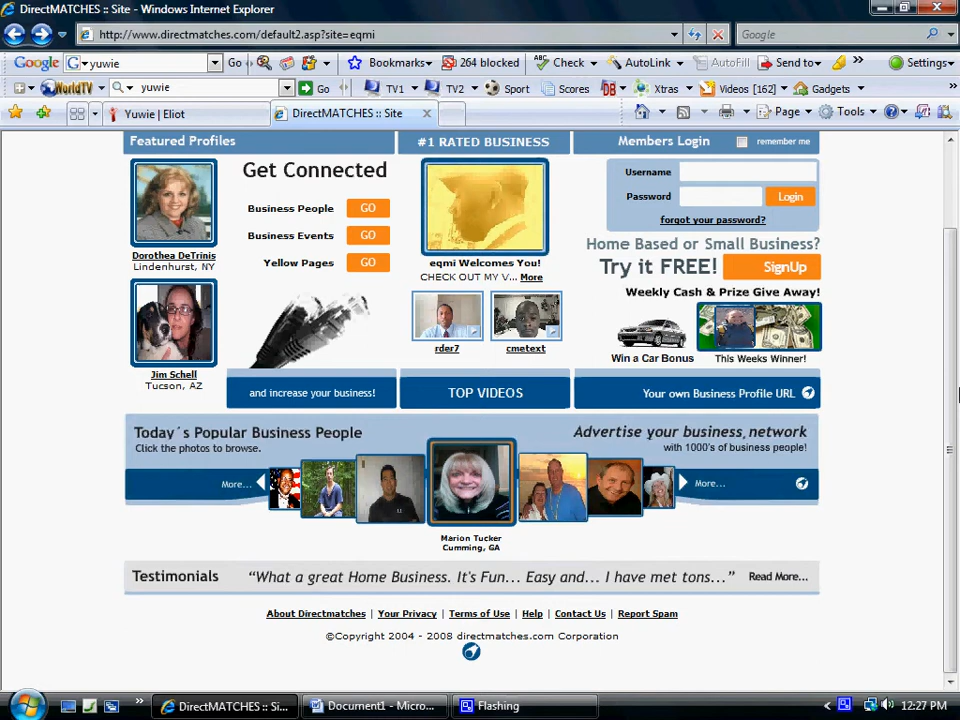 DirectMATCHES :: Site - Windows Internet Explorer
http://www.directmatches.com/default2.asp?site=eqmi
Google
Google
yuwie
Go
Bookmarks
264 blocked
Check
AutoLink
AutoFill
Send to
Settings
WorldTV
yuwie
Go
TV1
TV2
Sport
Scores
DB
Xtras
Videos [162]
Gadgets
Yuwie | Eliot
DirectMATCHES :: Site
Page
Tools
Featured Profiles
#1 RATED BUSINESS
Members Login
remember me
Dorothea DeTrinis
Lindenhurst, NY
Jim Schell
Tucson, AZ
Get Connected
Business People
GO
Business Events
GO
Yellow Pages
GO
and increase your business!
eqmi Welcomes You!
CHECK OUT MY V... More
rder7
cmetext
TOP VIDEOS
Username
Password
Login
forgot your password?
Home Based or Small Business?
Try it FREE!
SignUp
Weekly Cash & Prize Give Away!
Win a Car Bonus
This Weeks Winner!
Your own Business Profile URL
Today´s Popular Business People
Click the photos to browse.
Advertise your business, network
with 1000's of business people!
More...
More...
Marion Tucker
Cumming, GA
Testimonials
“What a great Home Business. It's Fun... Easy and... I have met tons...”
Read More...
About Directmatches | Your Privacy | Terms of Use | Help | Contact Us | Report Spam
©Copyright 2004 - 2008 directmatches.com Corporation
DirectMATCHES :: Si...
Document1 - Micro...
Flashing
12:27 PM